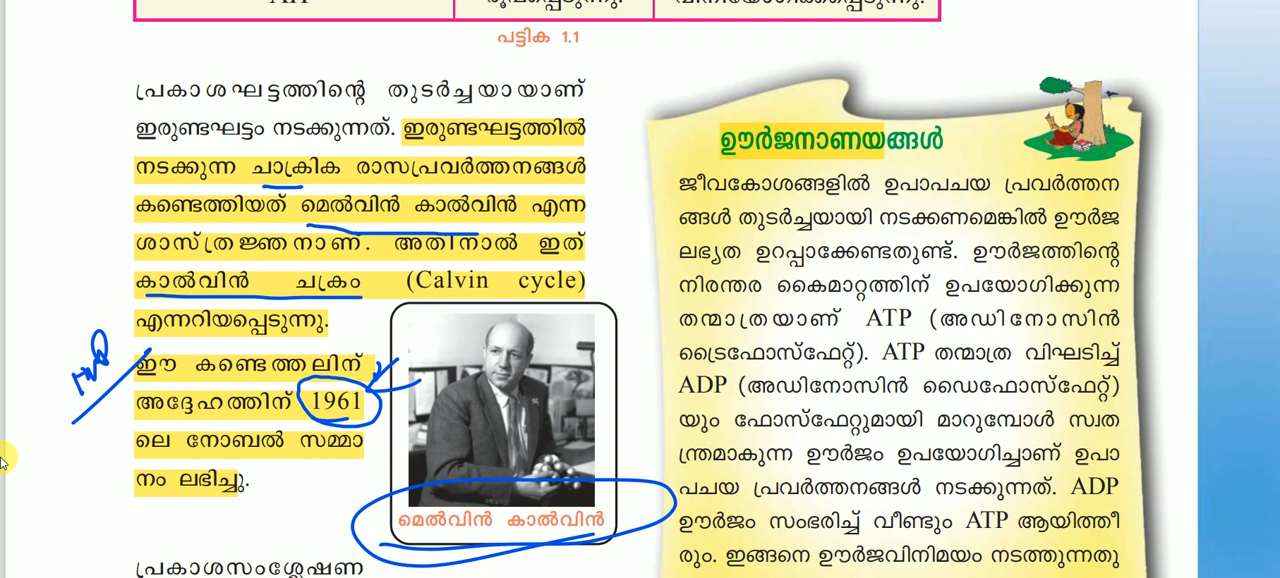 ATP
രൂപപ്പെടുന്നു.
വിനിയോഗിക്കപ്പെടുന്നു.
പട്ടിക 1.1
പ്രകാശഘട്ടത്തിന്റെ തുടർച്ചയായാണ്
ഇരുണ്ടഘട്ടം നടക്കുന്നത്. ഇരുണ്ടഘട്ടത്തിൽ
നടക്കുന്ന ചാക്രിക രാസപ്രവർത്തനങ്ങൾ
കണ്ടെത്തിയത് മെൽവിൻ കാൽവിൻ എന്ന
ശാസ്ത്രജ്ഞനാണ്. അതിനാൽ ഇത്
കാൽവിൻ ചക്രം (Calvin cycle)
എന്നറിയപ്പെടുന്നു.
ഈ കണ്ടെത്തലിന്
അദ്ദേഹത്തിന് 1961
ലെ നോബൽ സമ്മാ
നം ലഭിച്ചു.
മെൽവിൻ കാൽവിൻ
പ്രകാശസംശ്ലേഷണ
ഊർജനാണയങ്ങൾ
ജീവകോശങ്ങളിൽ ഉപാപചയ പ്രവർത്തന
ങ്ങൾ തുടർച്ചയായി നടക്കണമെങ്കിൽ ഊർജ
ലഭ്യത ഉറപ്പാക്കേണ്ടതുണ്ട്. ഊർജത്തിന്റെ
നിരന്തര കൈമാറ്റത്തിന് ഉപയോഗിക്കുന്ന
തന്മാത്രയാണ് ATP (അഡിനോസിൻ
ട്രൈഫോസ്ഫേറ്റ്). ATP തന്മാത്ര വിഘടിച്ച്
ADP (അഡിനോസിൻ ഡൈഫോസ്ഫേറ്റ്)
യും ഫോസ്ഫേറ്റുമായി മാറുമ്പോൾ സ്വത
ന്ത്രമാകുന്ന ഊർജം ഉപയോഗിച്ചാണ് ഉപാ
പചയ പ്രവർത്തനങ്ങൾ നടക്കുന്നത്. ADP
ഊർജം സംഭരിച്ച് വീണ്ടും ATP ആയിത്തീ
രും. ഇങ്ങനെ ഊർജവിനിമയം നടത്തുന്നതു